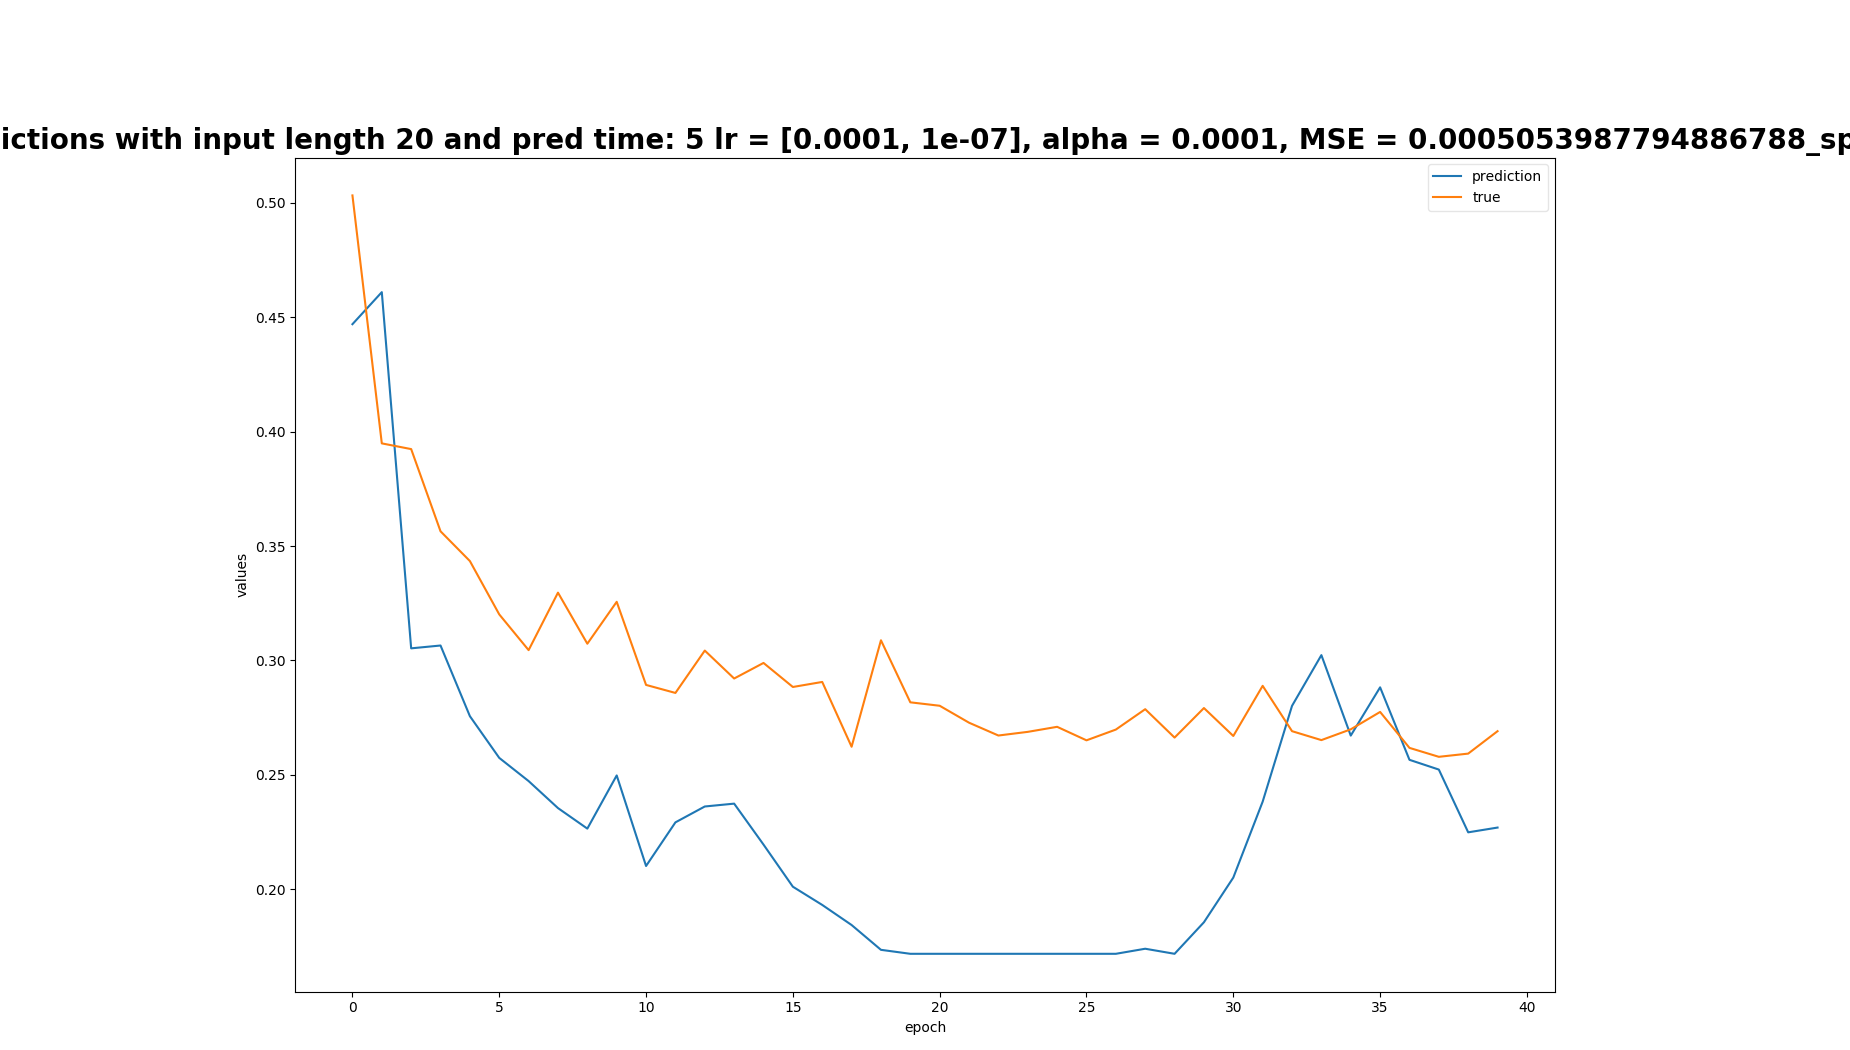 ictions with input length 20 and pred time: 5 lr = [0.0001, 1e-07], alpha = 0.0001, MSE = 0.0005053987794886788_sp
prediction
true
0.50
0.45
0.40
0.35
0.30
0.25
0.20
values
0 5 10 15 20 25 30 35 40
epoch